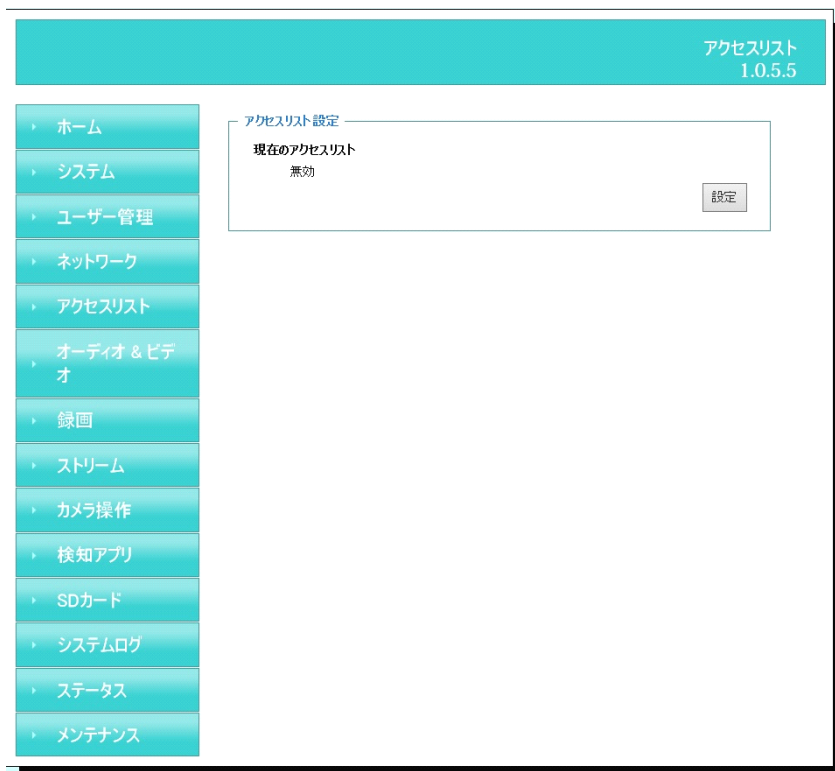 アクセスリスト
1.0.5.5
ホーム
システム
ユーザー管理
ネットワーク
アクセスリスト
オーディオ & ビデ
オ
録画
ストリーム
カメラ操作
検知アプリ
SDカード
システムログ
ステータス
メンテナンス
アクセスリスト設定
現在のアクセスリスト
無効
設定